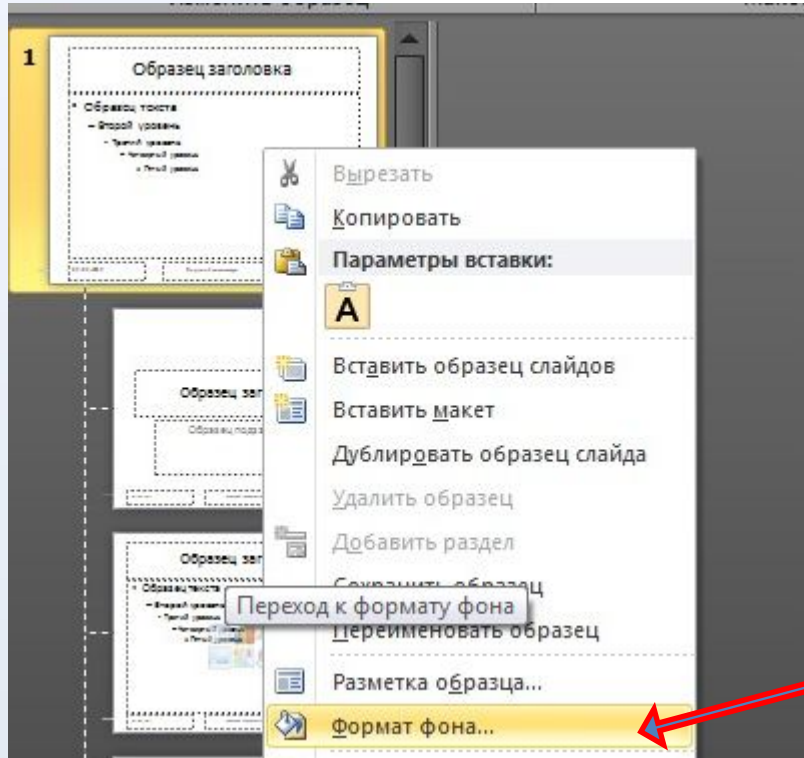 1
Образец заголовка
• Образец текста
– Второй уровень
• Третий уровень
– Четвертый уровень
» Пятый уровень
Вырезать
Копировать
Параметры вставки:
A
Вставить образец слайдов
Вставить макет
Дублировать образец слайда
Удалить образец
Добавить раздел
Сохранить образец
Переименовать образец
Разметка образца...
Формат фона...
Образец заг
Образец подз
Образец заг
• Образец текста
– Второй уровень
Переход к формату фона